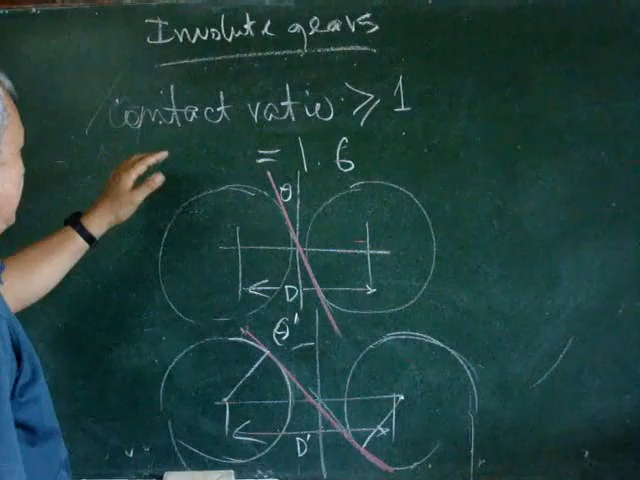 Involute gears
contact ratio ≥ 1
= 1.6
θ
D
θ'
D'